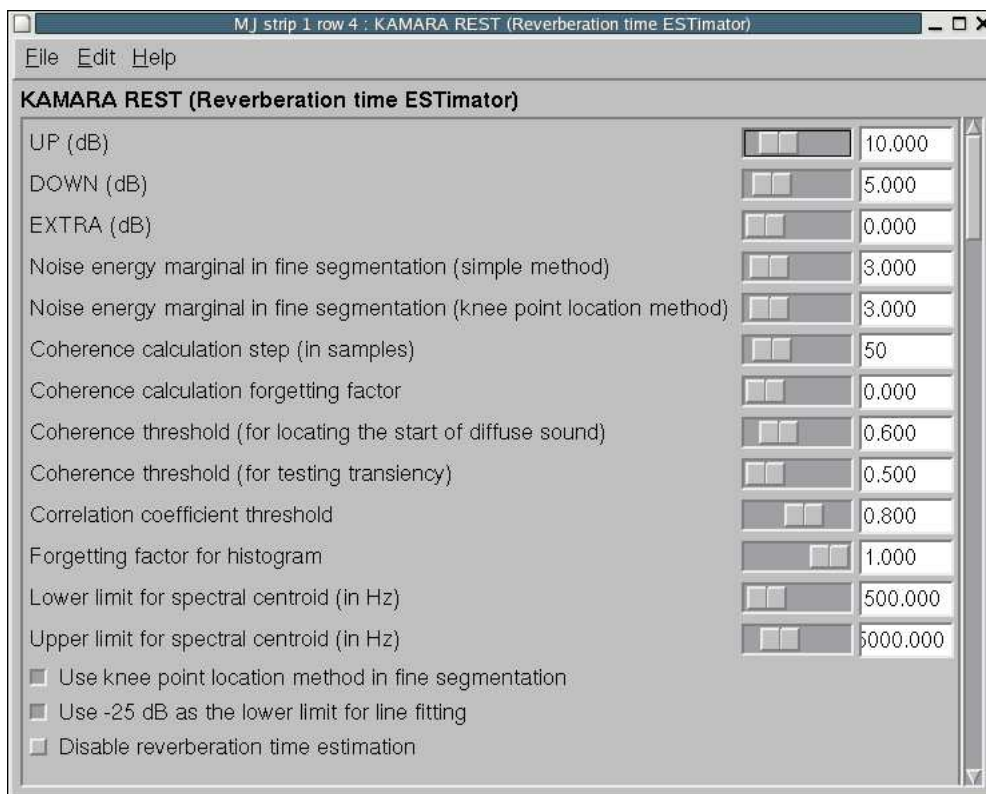 MJ strip 1 row 4 : KAMARA REST (Reverberation time ESTimator)
File Edit Help
KAMARA REST (Reverberation time ESTimator)
UP (dB) 10.000
DOWN (dB) 5.000
EXTRA (dB) 0.000
Noise energy marginal in fine segmentation (simple method) 3.000
Noise energy marginal in fine segmentation (knee point location method) 3.000
Coherence calculation step (in samples) 50
Coherence calculation forgetting factor 0.000
Coherence threshold (for locating the start of diffuse sound) 0.600
Coherence threshold (for testing transiency) 0.500
Correlation coefficient threshold 0.800
Forgetting factor for histogram 1.000
Lower limit for spectral centroid (in Hz) 500.000
Upper limit for spectral centroid (in Hz) 5000.000
Use knee point location method in fine segmentation
Use -25 dB as the lower limit for line fitting
Disable reverberation time estimation